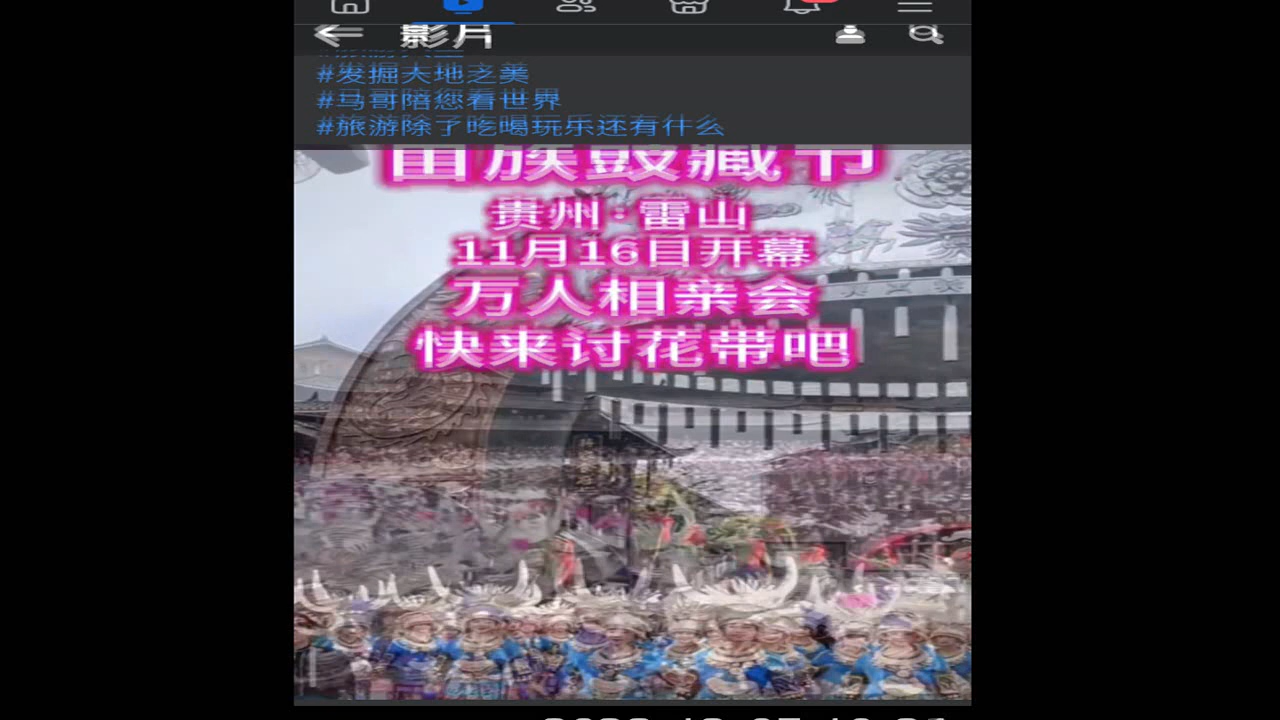 影片
#发掘大地之美
#马哥陪您看世界
#旅游除了吃喝玩乐还有什么
苗族鼓藏节
贵州·雷山
11月16日开幕
万人相亲会
快来讨花带吧